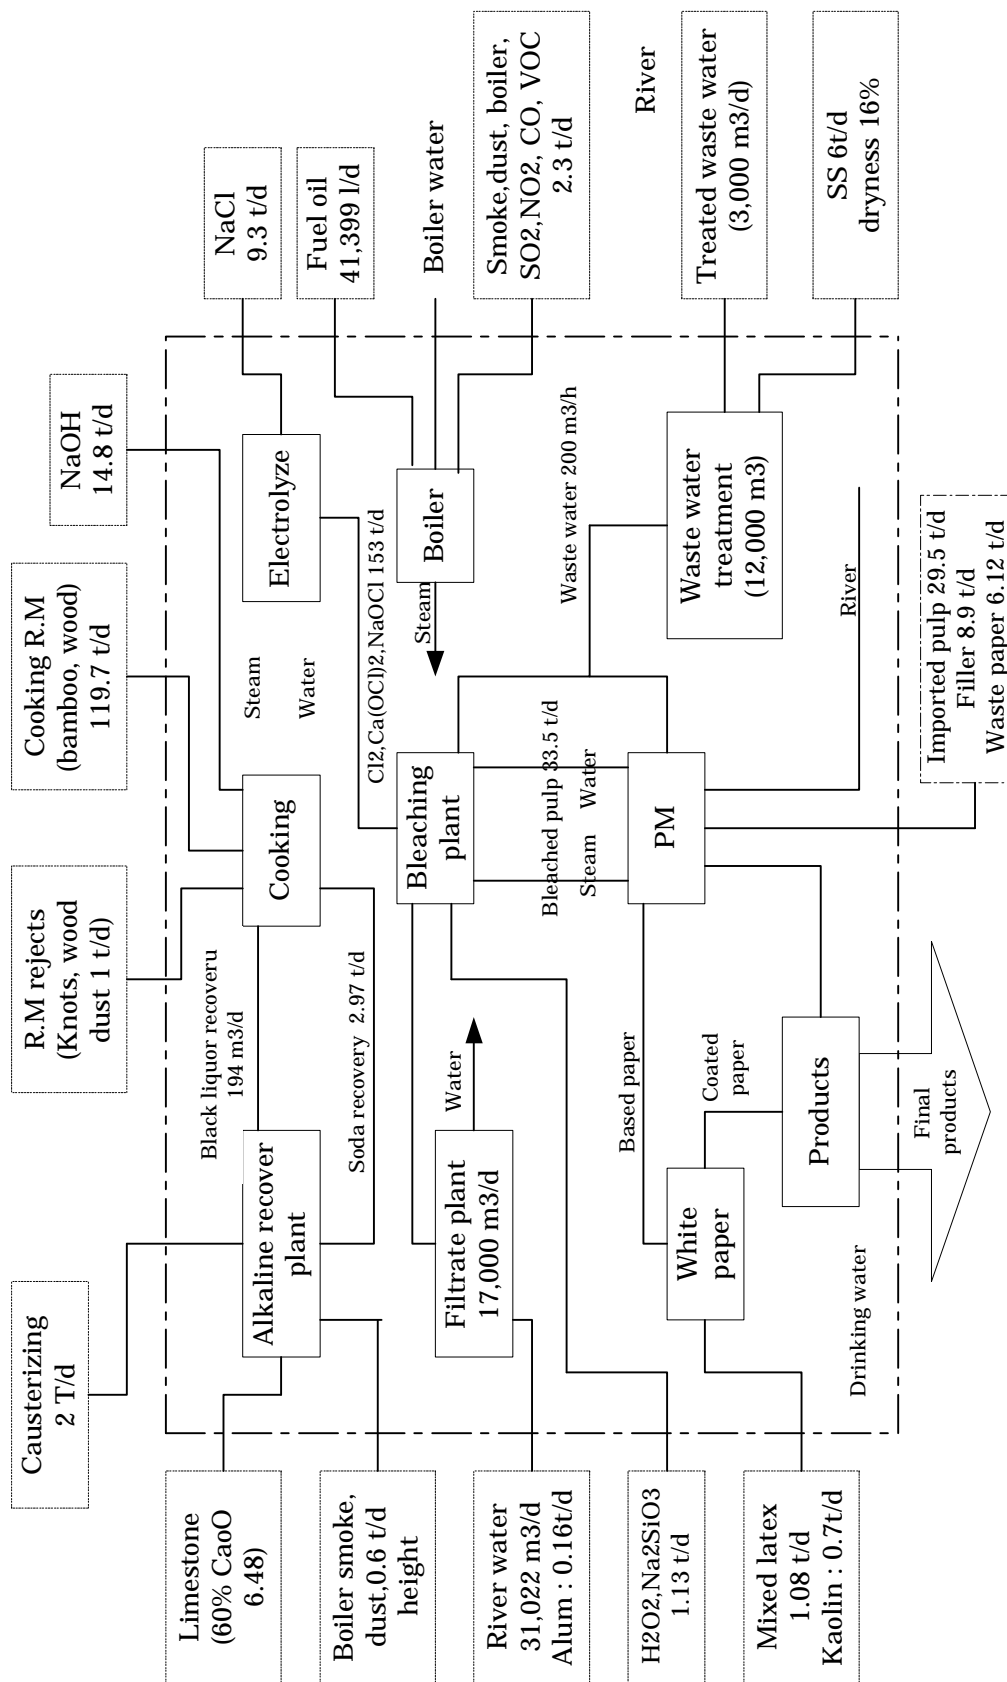 Causterizing
2 T/d
R.M rejects
(Knots, wood
dust 1 t/d)
Cooking R.M
(bamboo, wood)
119.7 t/d
NaOH
14.8 t/d
Limestone
(60% CaoO
6.48)
Boiler smoke,
dust,0.6 t/d
height
River water
31,022 m3/d
Alum : 0.16t/d
H2O2,Na2SiO3
1.13 t/d
Mixed latex
1.08 t/d
Kaolin : 0.7t/d
Alkaline recover
plant
Black liquor recoveru
194 m3/d
Soda recovery 2.97 t/d
Cooking
Steam
Water
Electrolyze
Cl2,Ca(OCl)2,NaOCl 153 t/d
Filtrate plant
17,000 m3/d
Water
Bleaching
plant
Steam
Boiler
Bleached pulp 33.5 t/d
Steam
Water
Waste water 200 m3/h
Based paper
PM
Waste water
treatment
(12,000 m3)
White
paper
Coated
paper
Products
River
Drinking water
Final
products
NaCl
9.3 t/d
Fuel oil
41,399 l/d
Boiler water
Smoke,dust, boiler,
SO2,NO2, CO, VOC
2.3 t/d
River
Treated waste water
(3,000 m3/d)
SS 6t/d
dryness 16%
Imported pulp 29.5 t/d
Filler 8.9 t/d
Waste paper 6.12 t/d